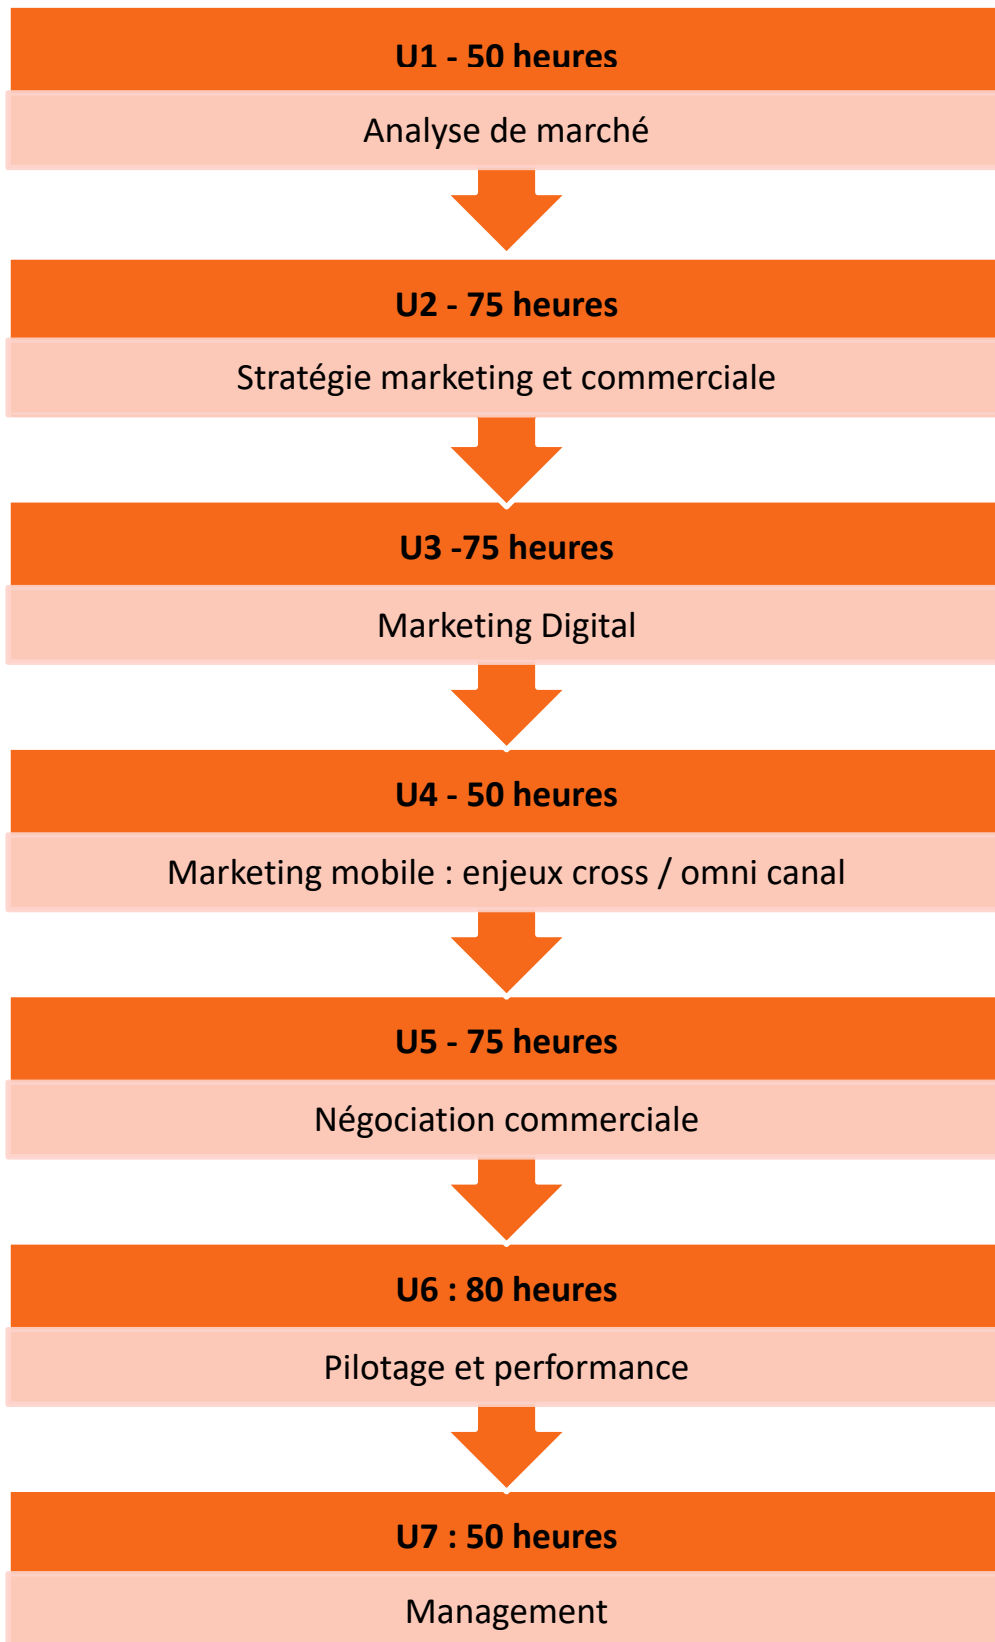 U1 - 50 heures
Analyse de marché
U2 - 75 heures
Stratégie marketing et commerciale
U3 -75 heures
Marketing Digital
U4 - 50 heures
Marketing mobile : enjeux cross / omni canal
U5 - 75 heures
Négociation commerciale
U6 : 80 heures
Pilotage et performance
U7 : 50 heures
Management